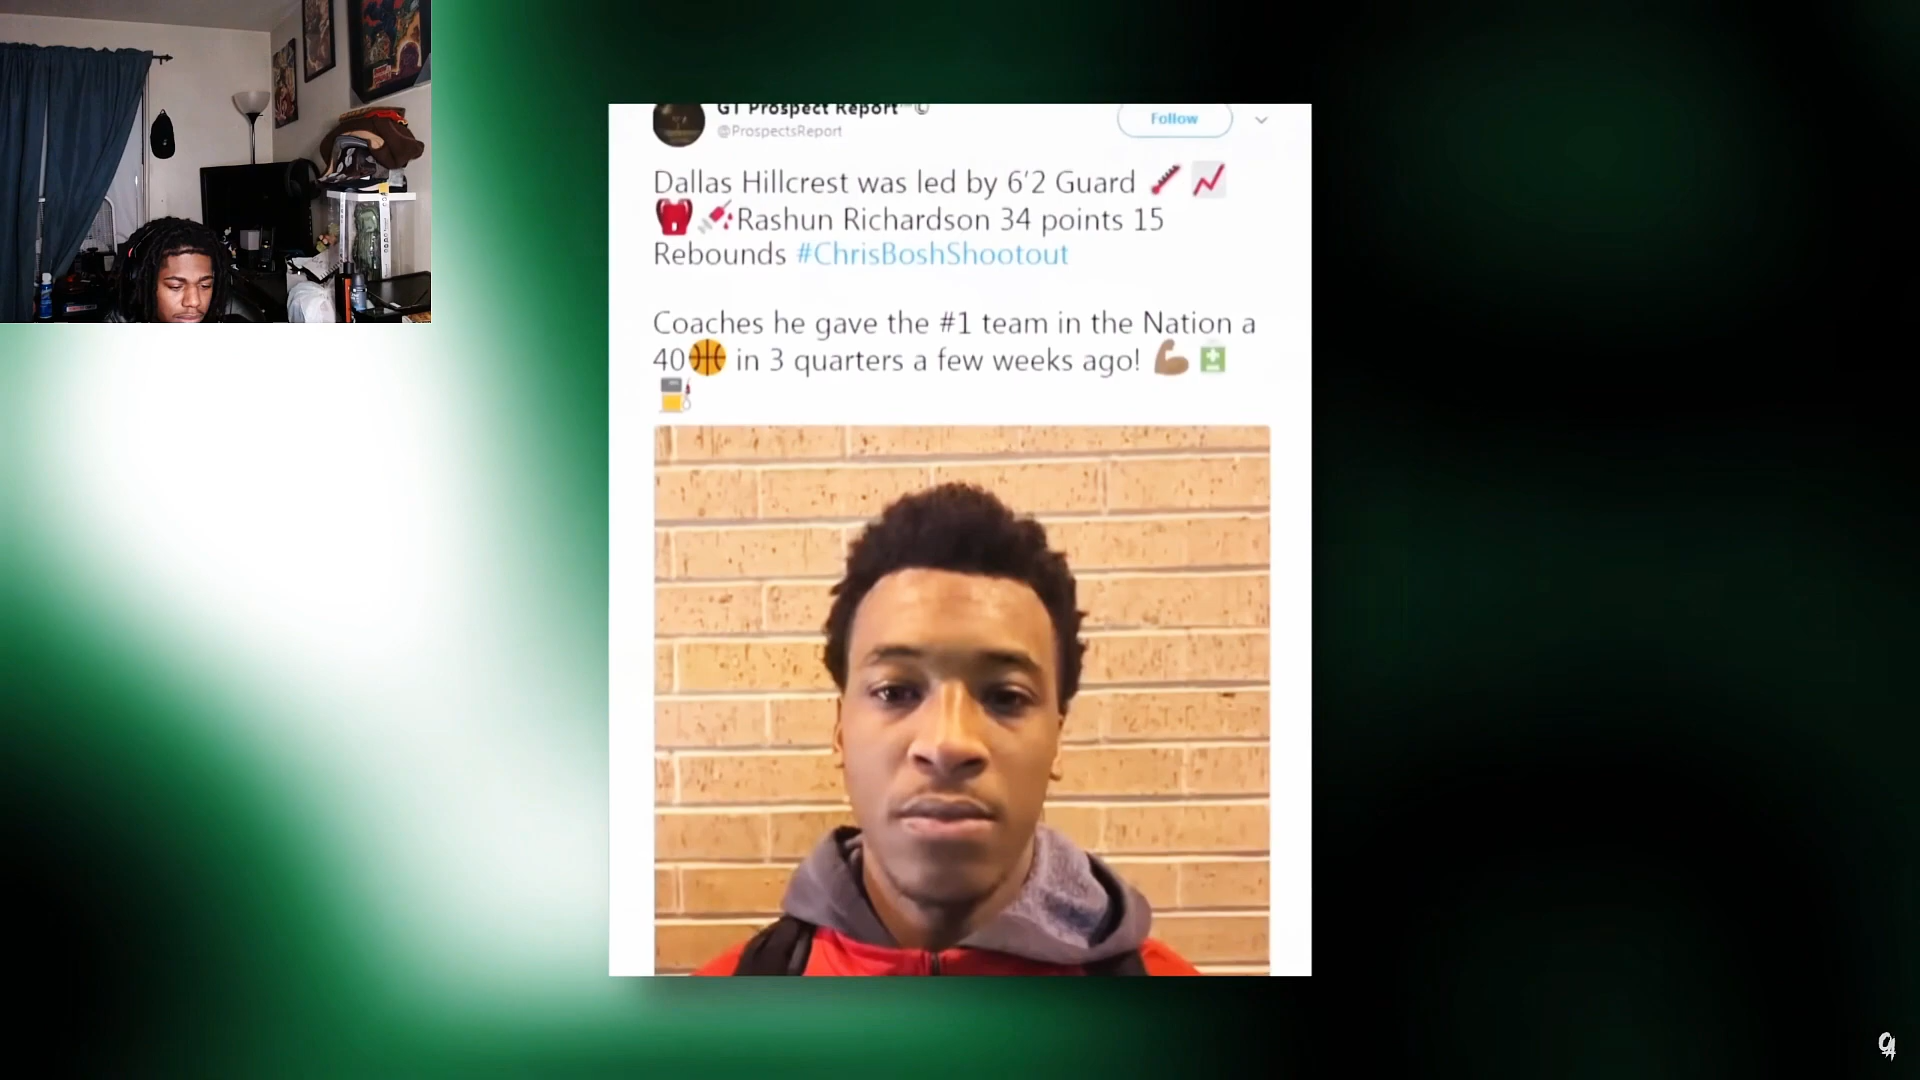 GT Prospect Report™©
@ProspectsReport
Follow
Dallas Hillcrest was led by 6'2 Guard
Rashun Richardson 34 points 15
Rebounds #ChrisBoshShootout
Coaches he gave the #1 team in the Nation a
40🏀 in 3 quarters a few weeks ago!